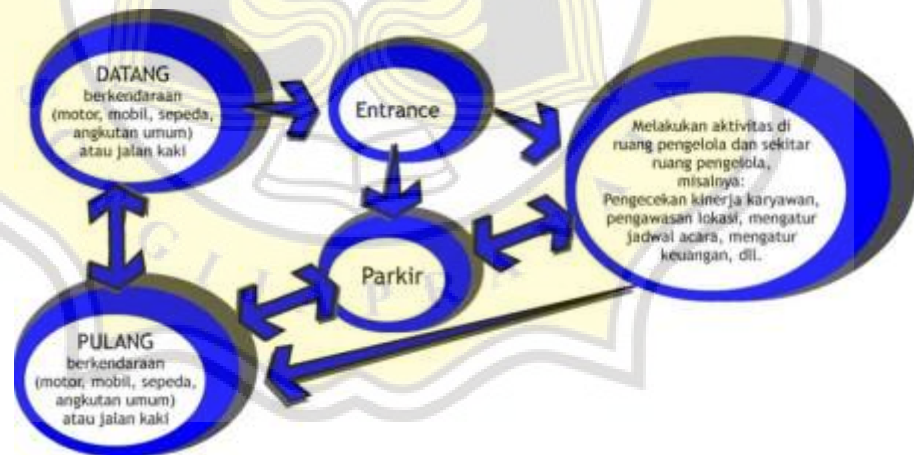 DATANG
berkendaraan
(motor, mobil, sepeda,
angkutan umum)
atau jalan kaki
Entrance
Melakukan aktivitas di
ruang pengelola dan sekitar
ruang pengelola,
misalnya:
Pengecekan kinerja karyawan,
pengawasan lokasi, mengatur
jadwal acara, mengatur
keuangan, dll.
Parkir
PULANG
berkendaraan
(motor, mobil, sepeda,
angkutan umum)
atau jalan kaki